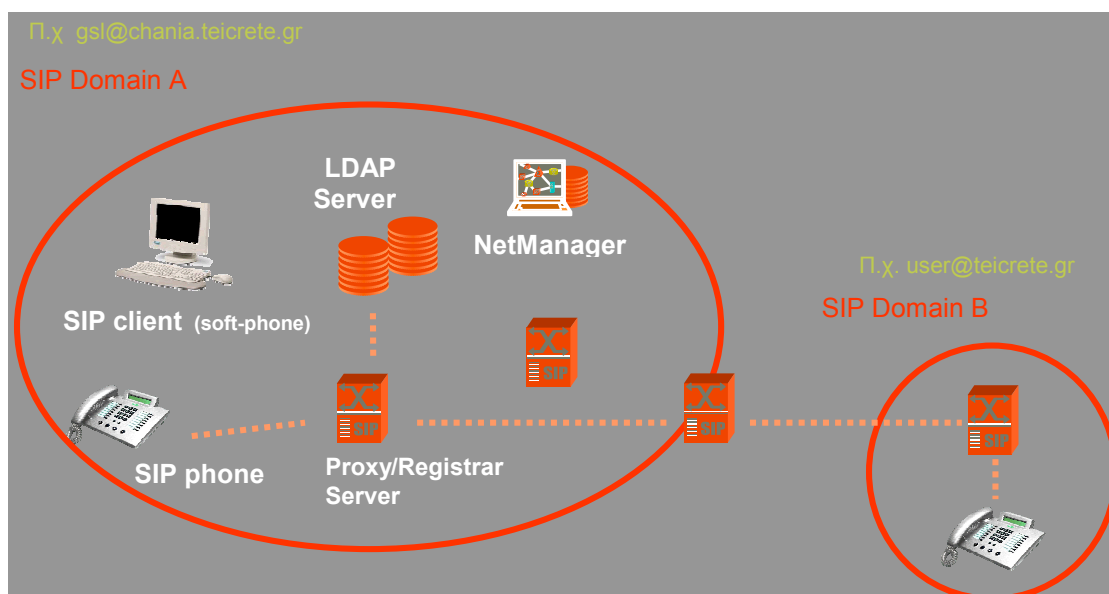 Π.χ gsl@chania.teicrete.gr
SIP Domain A
LDAP
Server
NetManager
Π.χ. user@teicrete.gr
SIP Domain B
SIP client (soft-phone)
SIP
SIP
SIP
SIP
SIP phone
Proxy/Registrar
Server